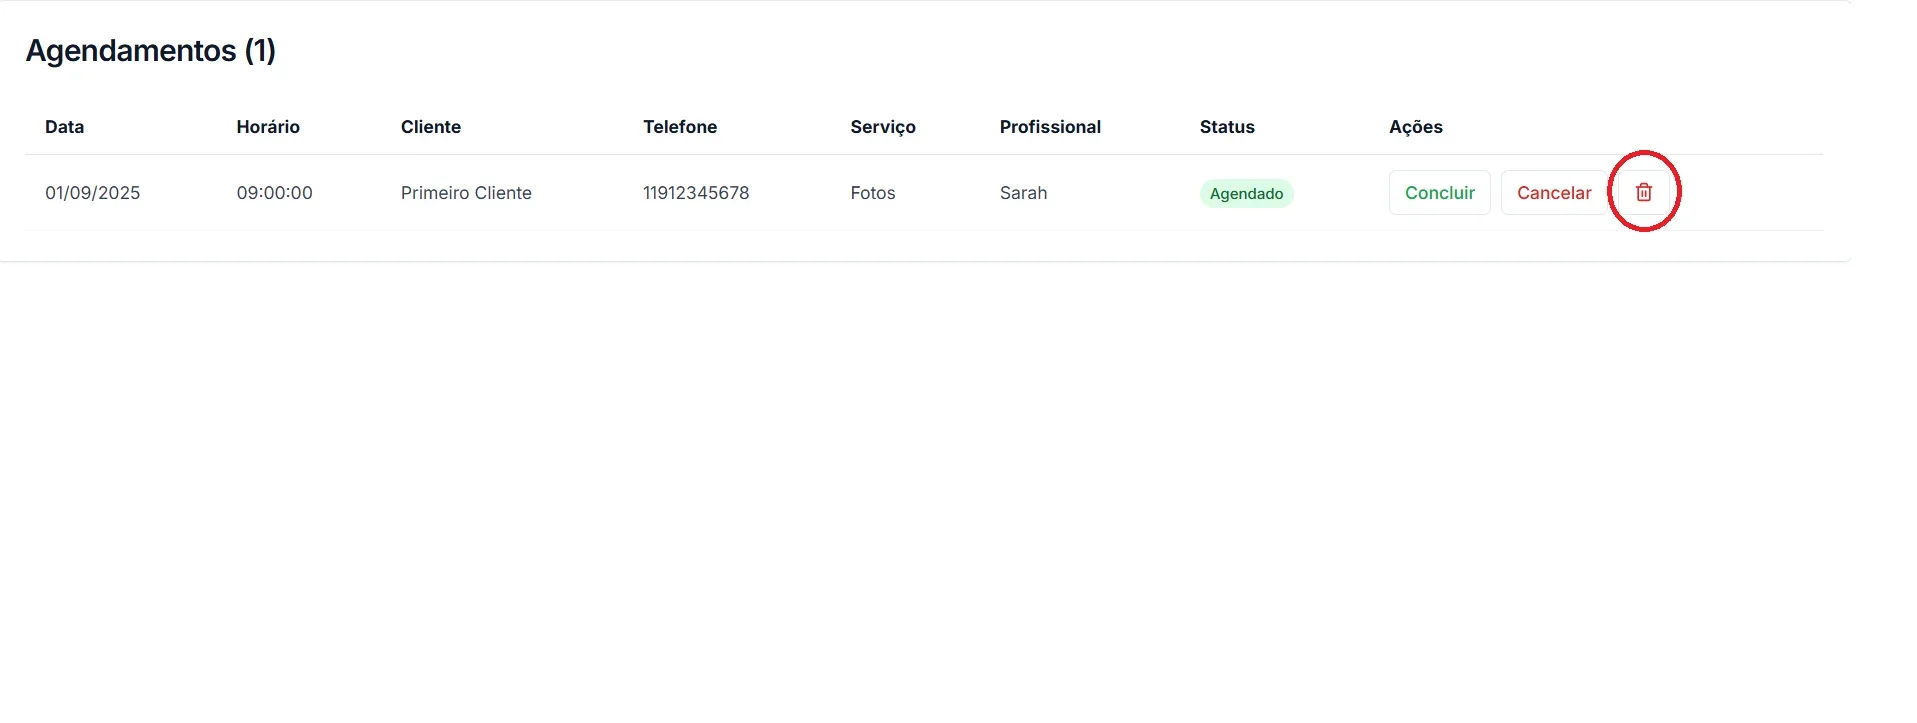 Agendamentos (1)
Data Horário Cliente Telefone Serviço Profissional Status Ações
01/09/2025 09:00:00 Primeiro Cliente 11912345678 Fotos Sarah Agendado Concluir Cancelar